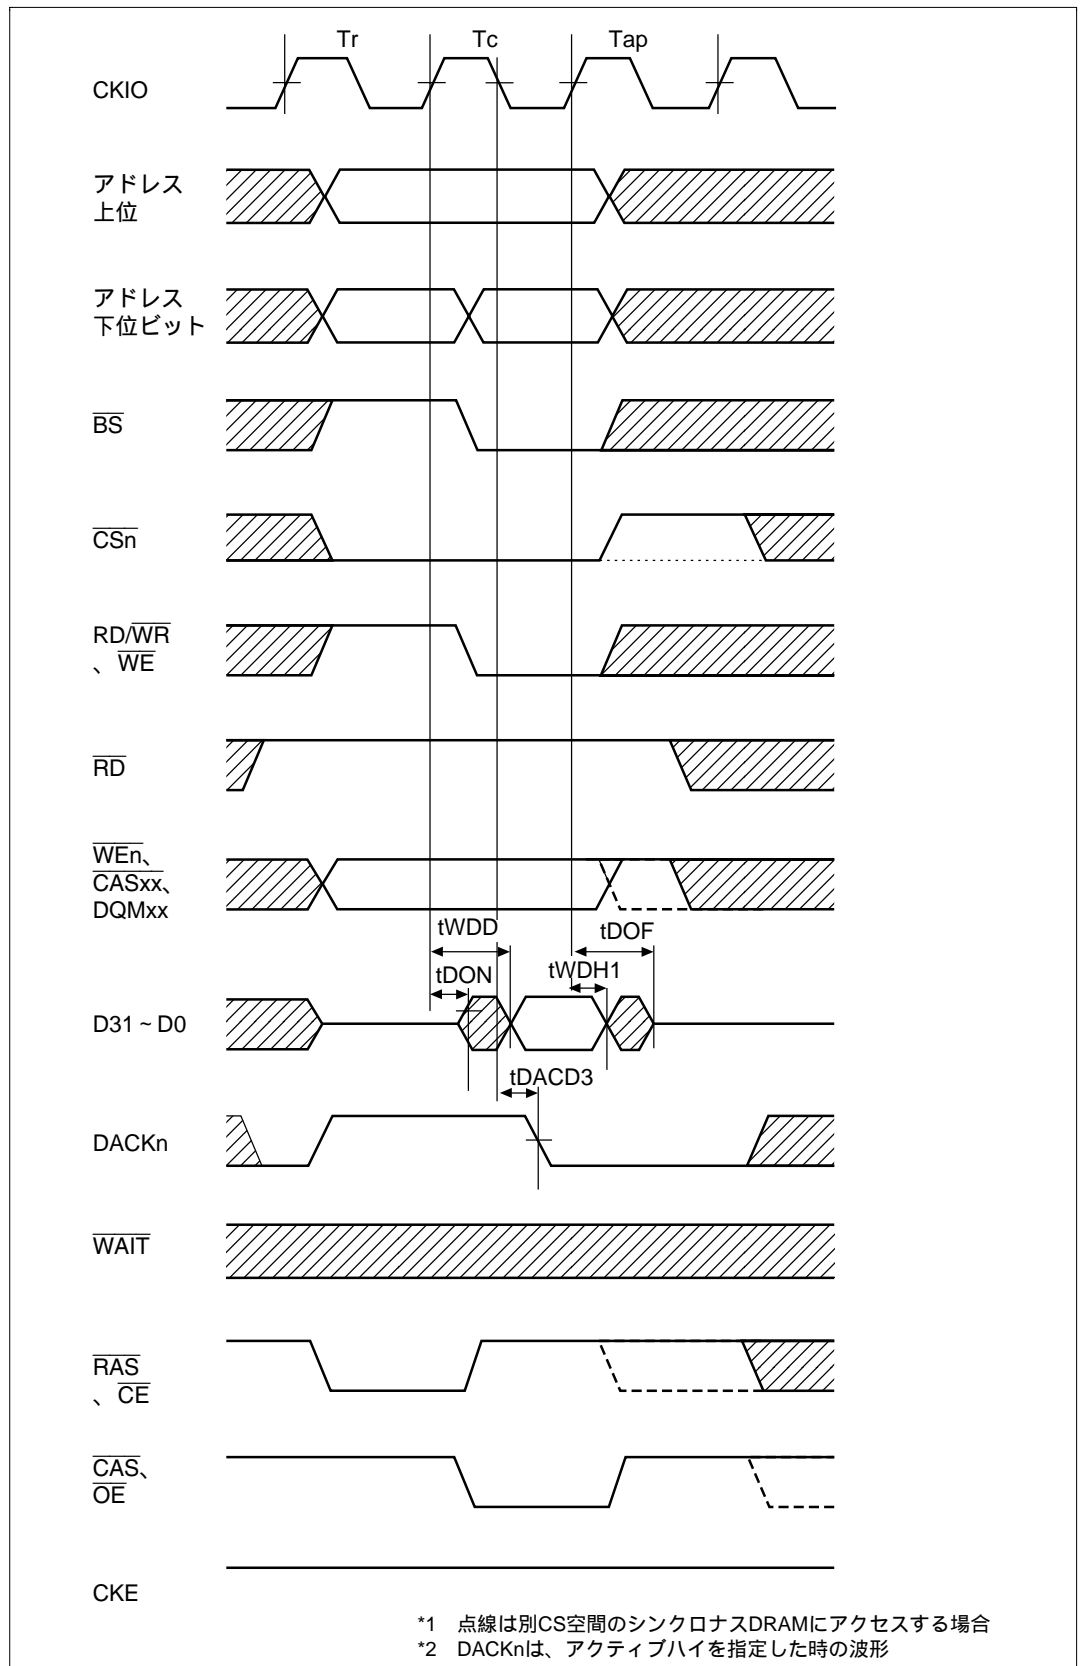 Tr Tc Tap
CKIO
アドレス
上位
アドレス
下位ビット
BS
CSn
RD/WR
、WE
RD
WEn、
CASxx、
DQMxx
tWDD tDOF
tDON tWDH1
D31 ~ D0
tDACD3
DACKn
WAIT
RAS
、CE
CAS、
OE
CKE
*1 点線は別CS空間のシンクロナスDRAMにアクセスする場合
*2 DACKnは、アクティブハイを指定した時の波形